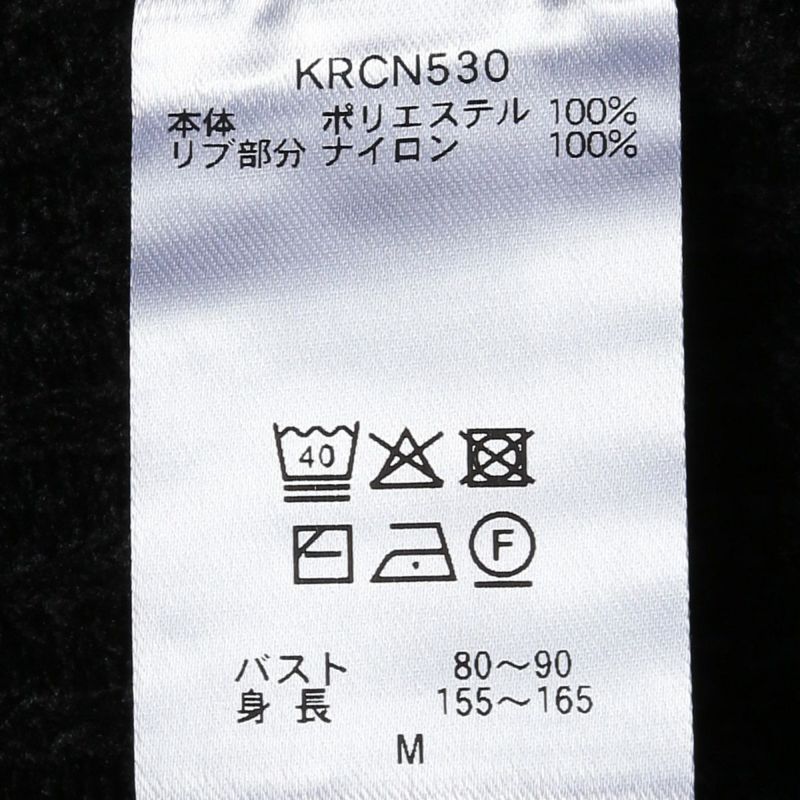 KRCN530
本体 ポリエステル 100%
リブ部分 ナイロン 100%
40
F
バスト 80〜90
身長 155〜165
M